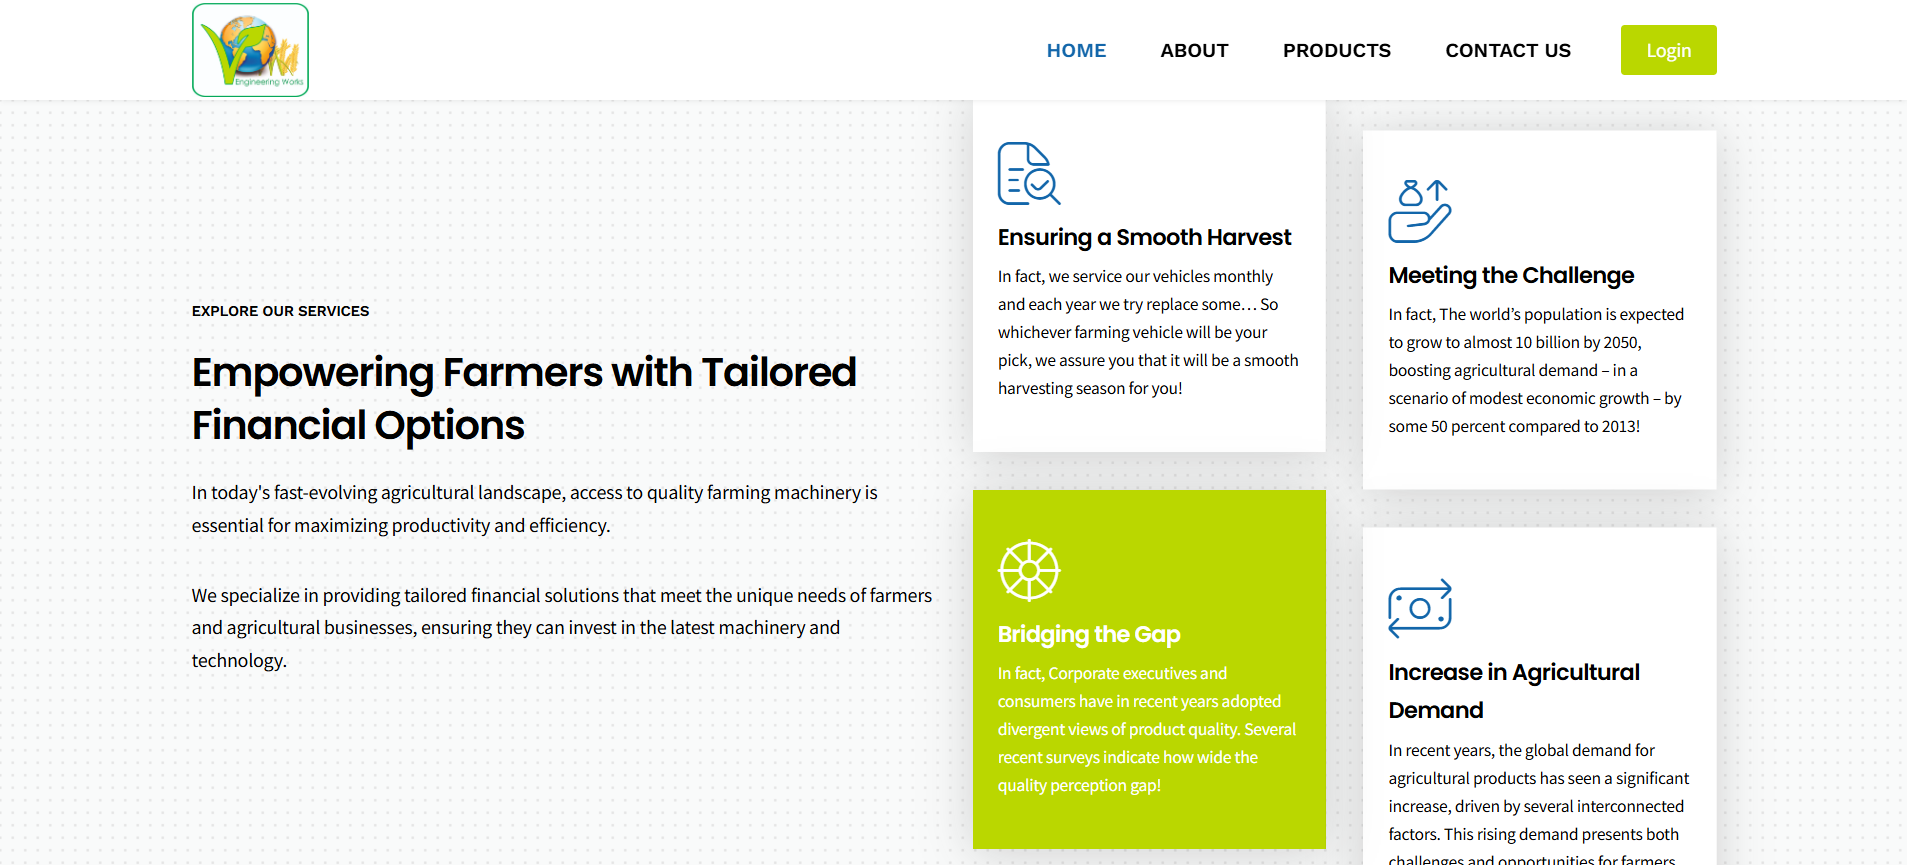 Engineering Works
HOME
ABOUT
PRODUCTS
CONTACT US
Login
EXPLORE OUR SERVICES
Empowering Farmers with Tailored
Financial Options
In today's fast-evolving agricultural landscape, access to quality farming machinery is
essential for maximizing productivity and efficiency.
We specialize in providing tailored financial solutions that meet the unique needs of farmers
and agricultural businesses, ensuring they can invest in the latest machinery and
technology.
Ensuring a Smooth Harvest
In fact, we service our vehicles monthly
and each year we try replace some… So
whichever farming vehicle will be your
pick, we assure you that it will be a smooth
harvesting season for you!
Bridging the Gap
In fact, Corporate executives and
consumers have in recent years adopted
divergent views of product quality. Several
recent surveys indicate how wide the
quality perception gap!
Meeting the Challenge
In fact, The world’s population is expected
to grow to almost 10 billion by 2050,
boosting agricultural demand – in a
scenario of modest economic growth – by
some 50 percent compared to 2013!
Increase in Agricultural
Demand
In recent years, the global demand for
agricultural products has seen a significant
increase, driven by several interconnected
factors. This rising demand presents both
challenges and opportunities for farmers